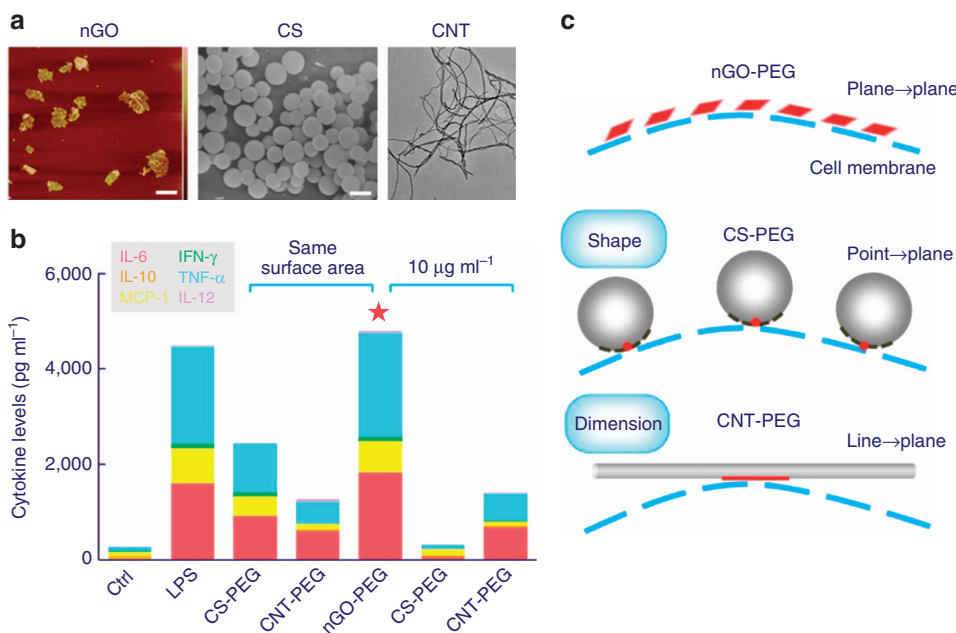 a
nGO
CS
CNT
b
IL-6 IFN-γ
IL-10 TNF-α
MCP-1 IL-12
Same
surface area
10 μg ml⁻¹
Cytokine levels (pg ml⁻¹)
6,000
4,000
2,000
0
Ctrl
LPS
CS-PEG
CNT-PEG
nGO-PEG
CS-PEG
CNT-PEG
c
nGO-PEG
Plane→plane
Cell membrane
Shape
CS-PEG
Point→plane
Dimension
CNT-PEG
Line→plane